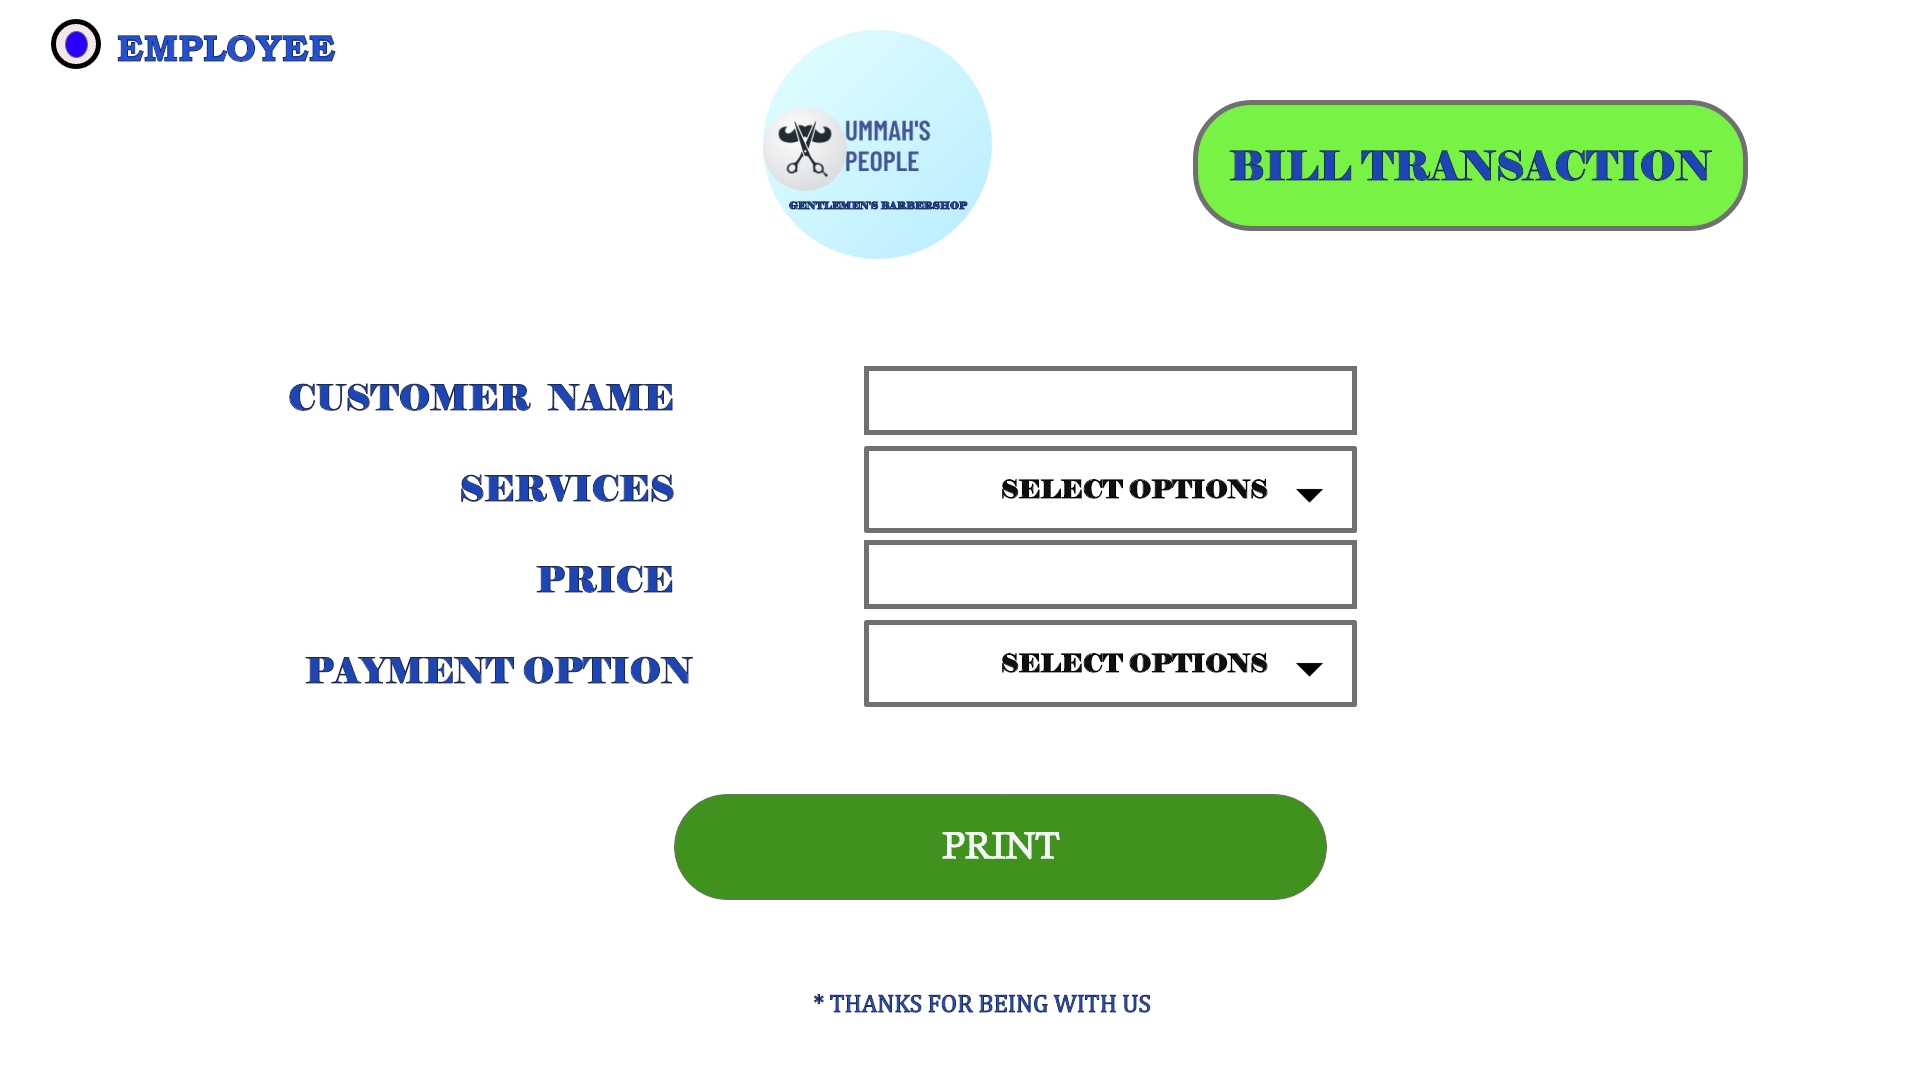 EMPLOYEE
UMMAH'S
PEOPLE
GENTLEMEN'S BARBERSHOP
BILL TRANSACTION
CUSTOMER NAME
SERVICES
SELECT OPTIONS
PRICE
PAYMENT OPTION
SELECT OPTIONS
PRINT
* THANKS FOR BEING WITH US